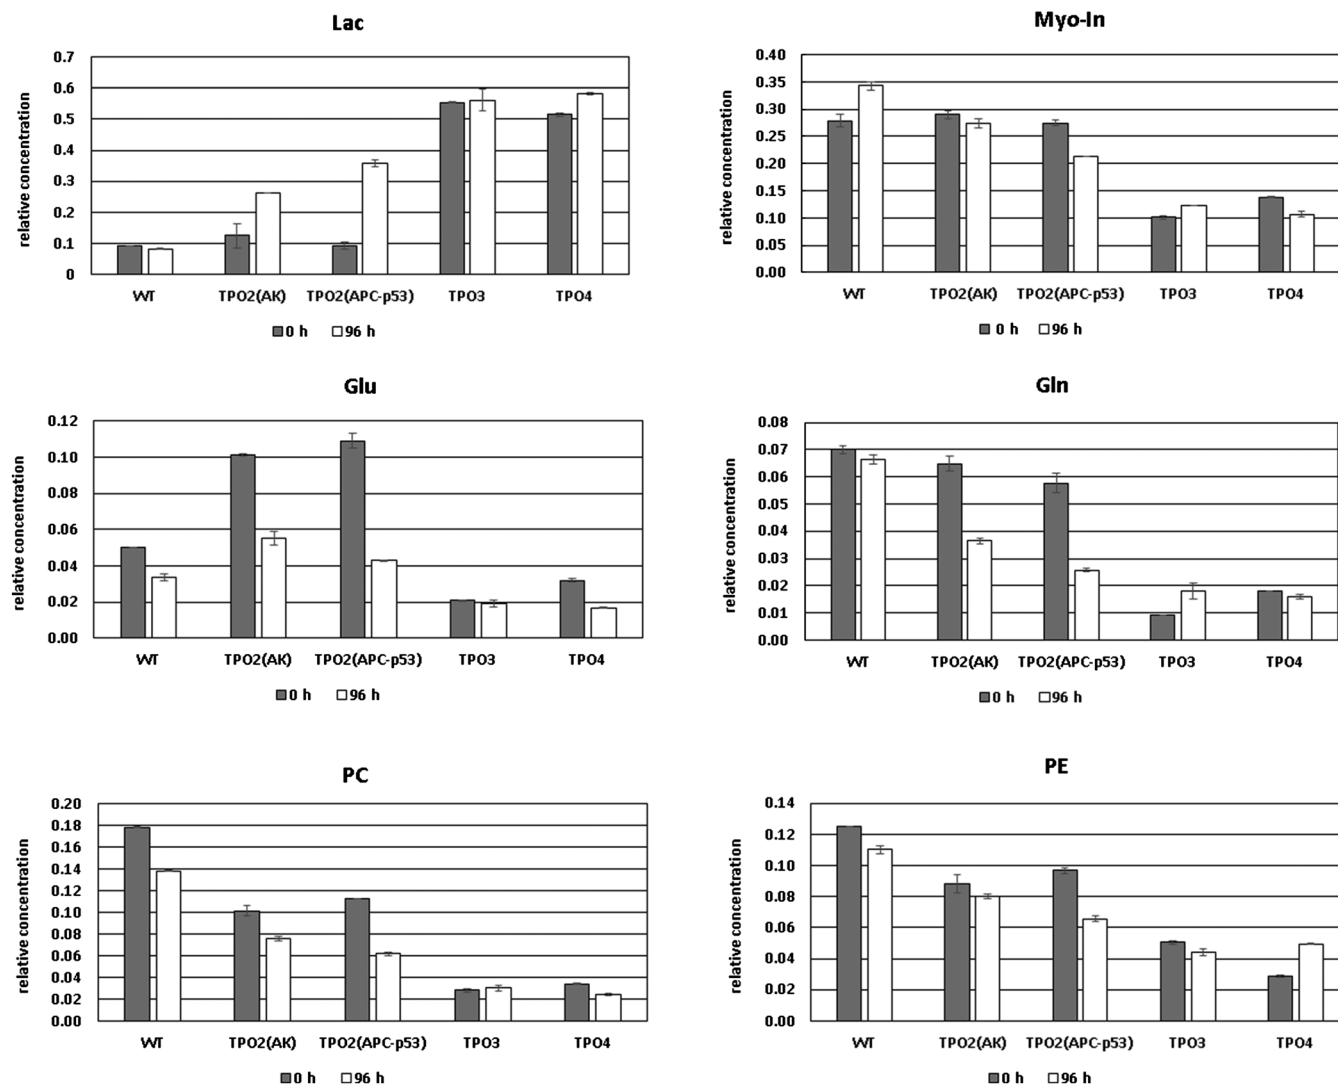 Lac
relative concentration
0.7
0.6
0.5
0.4
0.3
0.2
0.1
0
WT TPO2(AK) TPO2(APC-p53) TPO3 TPO4
0 h 96 h
Myo-In
relative concentration
0.40
0.35
0.30
0.25
0.20
0.15
0.10
0.05
0.00
WT TPO2(AK) TPO2(APC-p53) TPO3 TPO4
0 h 96 h
Glu
relative concentration
0.12
0.10
0.08
0.06
0.04
0.02
0.00
WT TPO2(AK) TPO2(APC-p53) TPO3 TPO4
0 h 96 h
Gln
relative concentration
0.08
0.07
0.06
0.05
0.04
0.03
0.02
0.01
0.00
WT TPO2(AK) TPO2(APC-p53) TPO3 TPO4
0 h 96 h
PC
relative concentration
0.20
0.18
0.16
0.14
0.12
0.10
0.08
0.06
0.04
0.02
0.00
WT TPO2(AK) TPO2(APC-p53) TPO3 TPO4
0 h 96 h
PE
relative concentration
0.14
0.12
0.10
0.08
0.06
0.04
0.02
0.00
WT TPO2(AK) TPO2(APC-p53) TPO3 TPO4
0 h 96 h